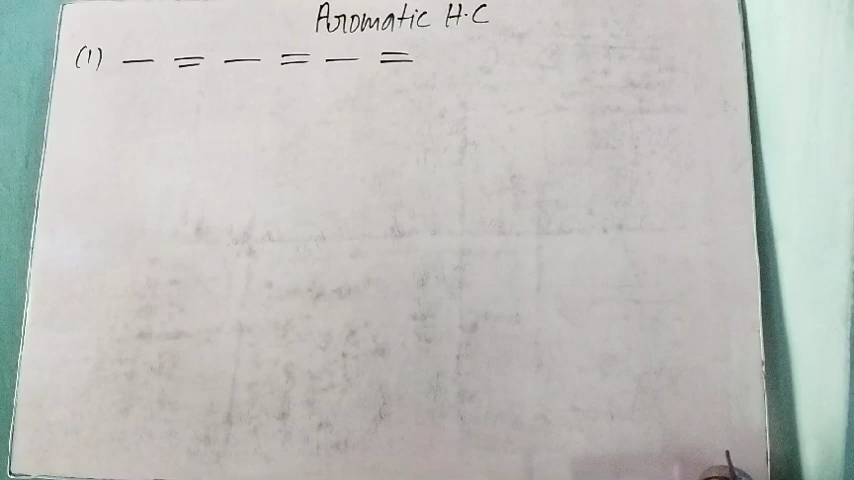 Aromatic H.C
(1) — = — = — =